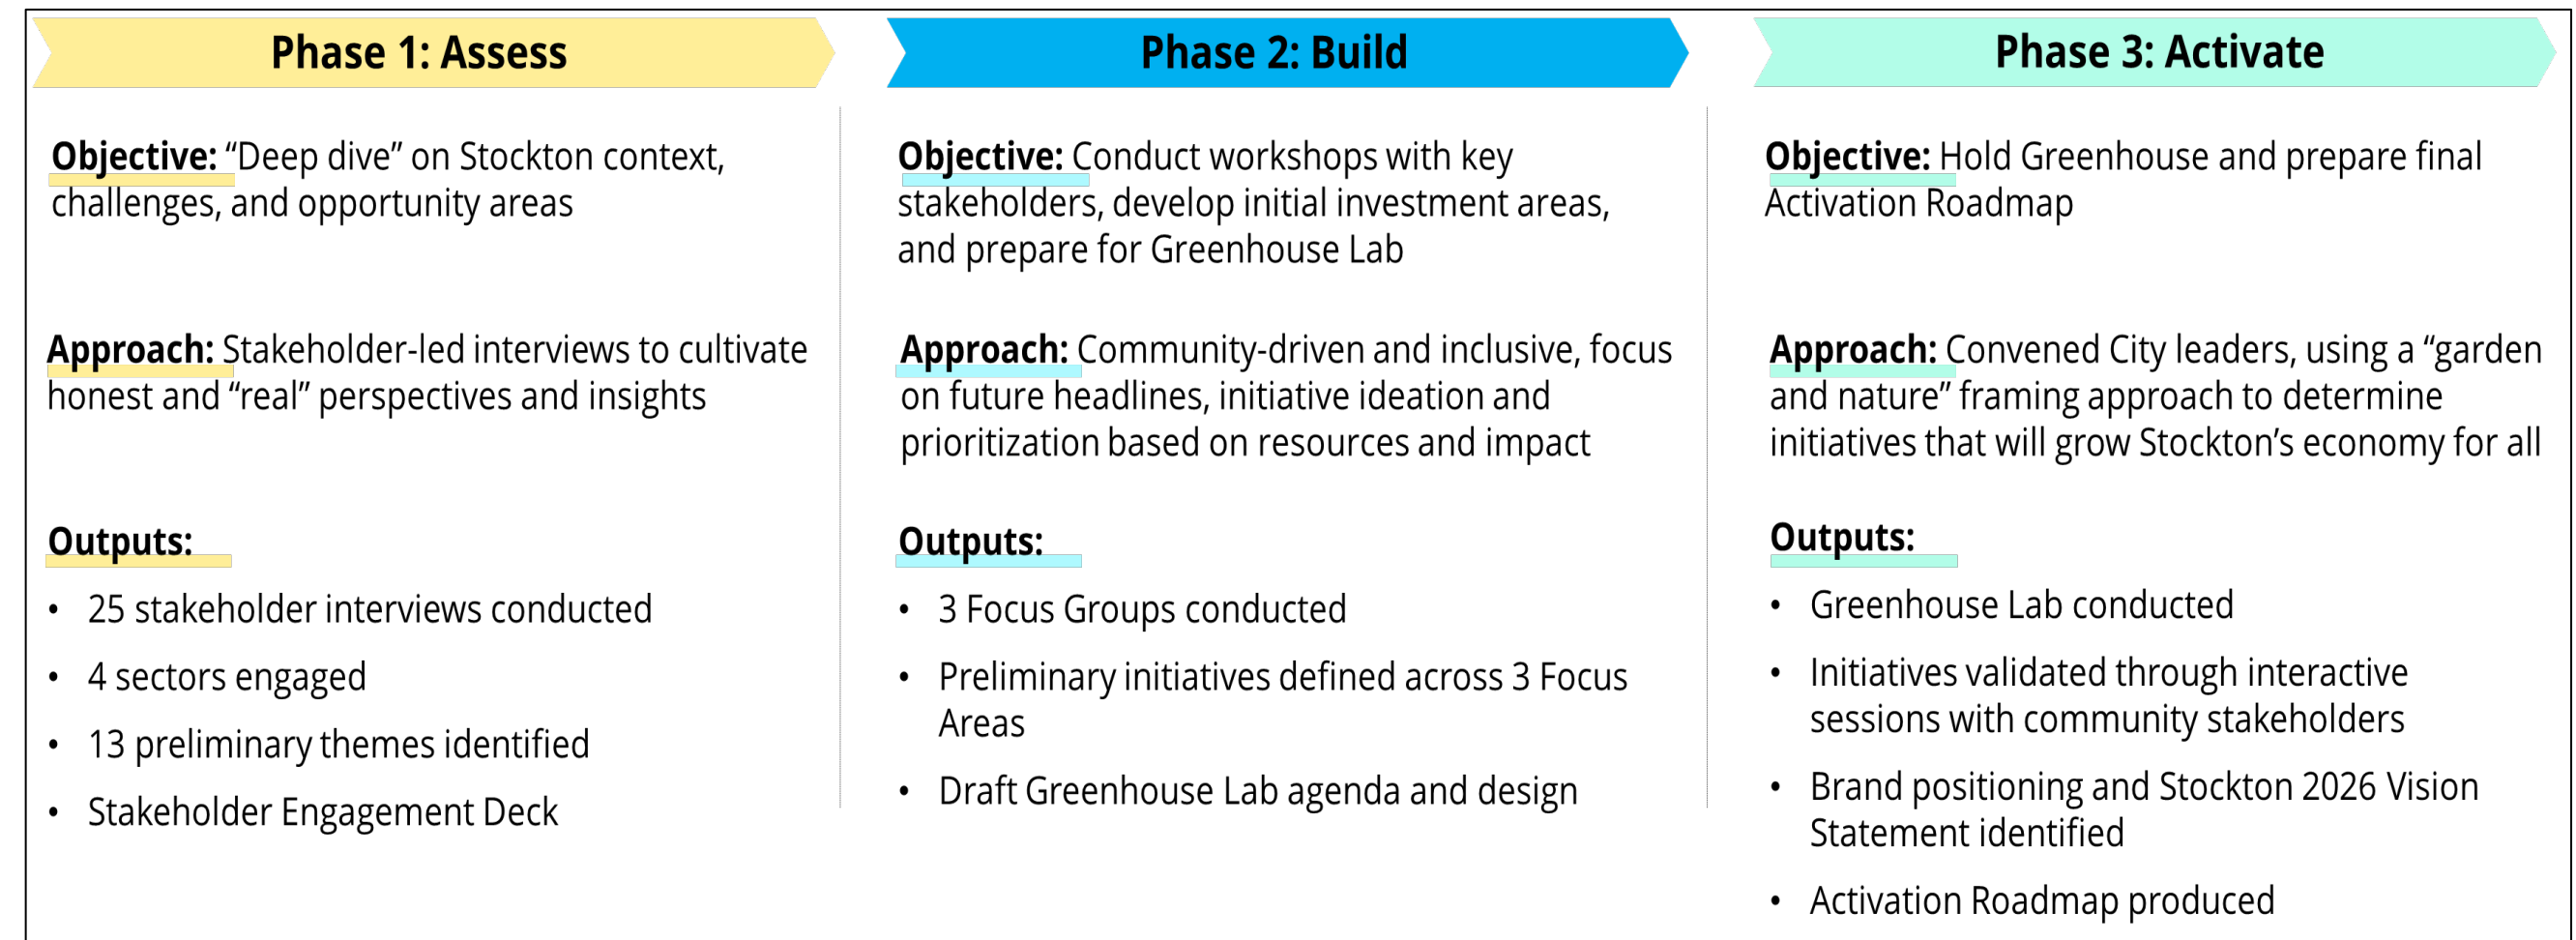 Phase 1: Assess
Objective: “Deep dive” on Stockton context,
challenges, and opportunity areas
Approach: Stakeholder-led interviews to cultivate
honest and “real” perspectives and insights
Outputs:
• 25 stakeholder interviews conducted
• 4 sectors engaged
• 13 preliminary themes identified
• Stakeholder Engagement Deck
Phase 2: Build
Objective: Conduct workshops with key
stakeholders, develop initial investment areas,
and prepare for Greenhouse Lab
Approach: Community-driven and inclusive, focus
on future headlines, initiative ideation and
prioritization based on resources and impact
Outputs:
• 3 Focus Groups conducted
• Preliminary initiatives defined across 3 Focus
Areas
• Draft Greenhouse Lab agenda and design
Phase 3: Activate
Objective: Hold Greenhouse and prepare final
Activation Roadmap
Approach: Convened City leaders, using a “garden
and nature” framing approach to determine
initiatives that will grow Stockton’s economy for all
Outputs:
• Greenhouse Lab conducted
• Initiatives validated through interactive
sessions with community stakeholders
• Brand positioning and Stockton 2026 Vision
Statement identified
• Activation Roadmap produced